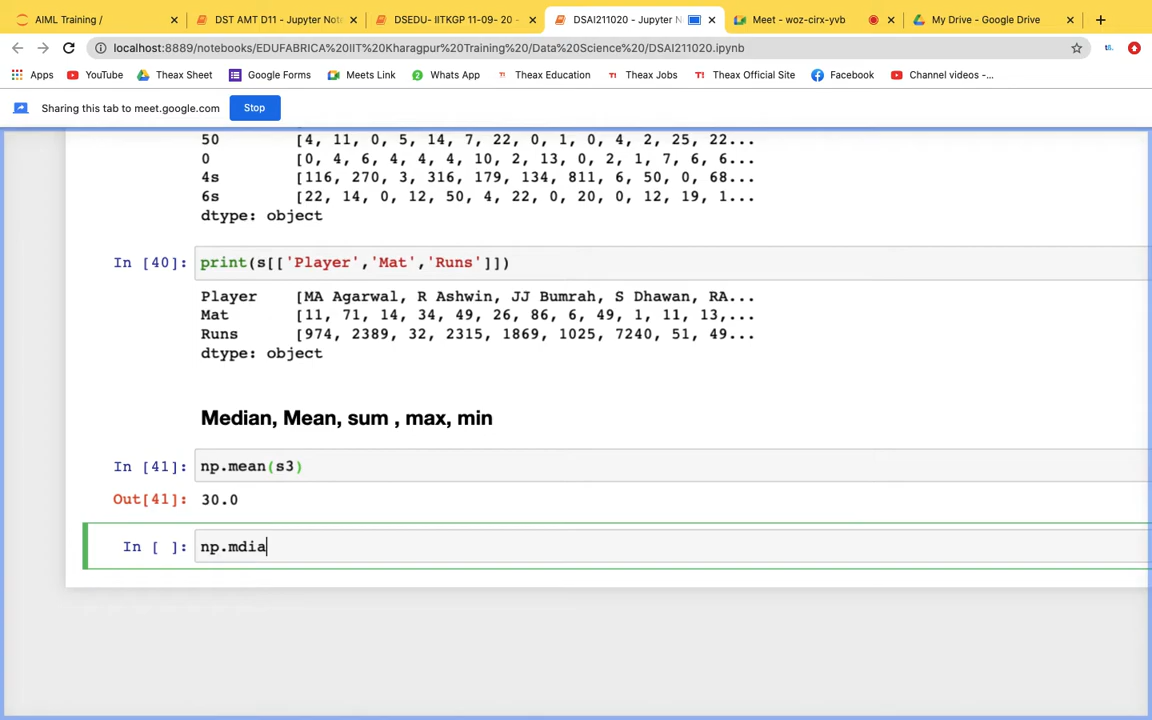 AIML Training /
DST AMT D11 - Jupyter Note
DSEDU- IITKGP 11-09- 20 -
DSAI211020 - Jupyter N
Meet - woz-cirx-yvb
My Drive - Google Drive
localhost:8889/notebooks/EDUFABRICA%20IIT%20Kharagpur%20Training%20/Data%20Science%20/DSAI211020.ipynb
Apps YouTube Theax Sheet Google Forms Meets Link Whats App Theax Education Theax Jobs Theax Official Site Facebook Channel videos -...
Sharing this tab to meet.google.com Stop
50 [4, 11, 0, 5, 14, 7, 22, 0, 1, 0, 4, 2, 25, 22...
0 [0, 4, 6, 4, 4, 4, 10, 2, 13, 0, 2, 1, 7, 6, 6...
4s [116, 270, 3, 316, 179, 134, 811, 6, 50, 0, 68...
6s [22, 14, 0, 12, 50, 4, 22, 0, 20, 0, 12, 19, 1...
dtype: object
In [40]: print(s[['Player','Mat','Runs']])
Player [MA Agarwal, R Ashwin, JJ Bumrah, S Dhawan, RA...
Mat [11, 71, 14, 34, 49, 26, 86, 6, 49, 1, 11, 13,...
Runs [974, 2389, 32, 2315, 1869, 1025, 7240, 51, 49...
dtype: object
Median, Mean, sum , max, min
In [41]: np.mean(s3)
Out[41]: 30.0
In [ ]: np.mdia